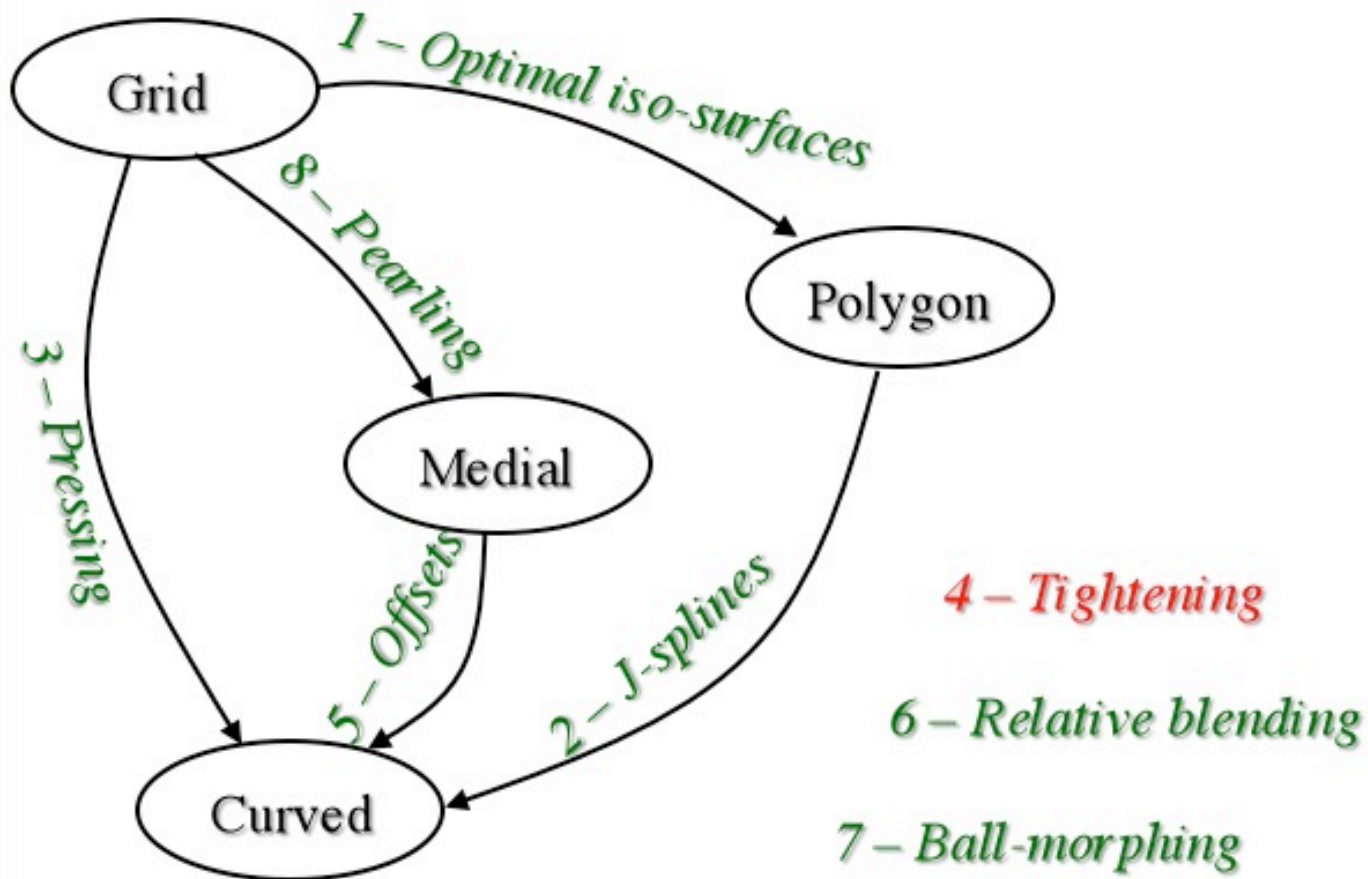 1 – Optimal iso-surfaces
Grid
8 – Pearling
Polygon
3 – Pressing
Medial
5 – Offsets
2 – J-splines
4 – Tightening
6 – Relative blending
Curved
7 – Ball-morphing